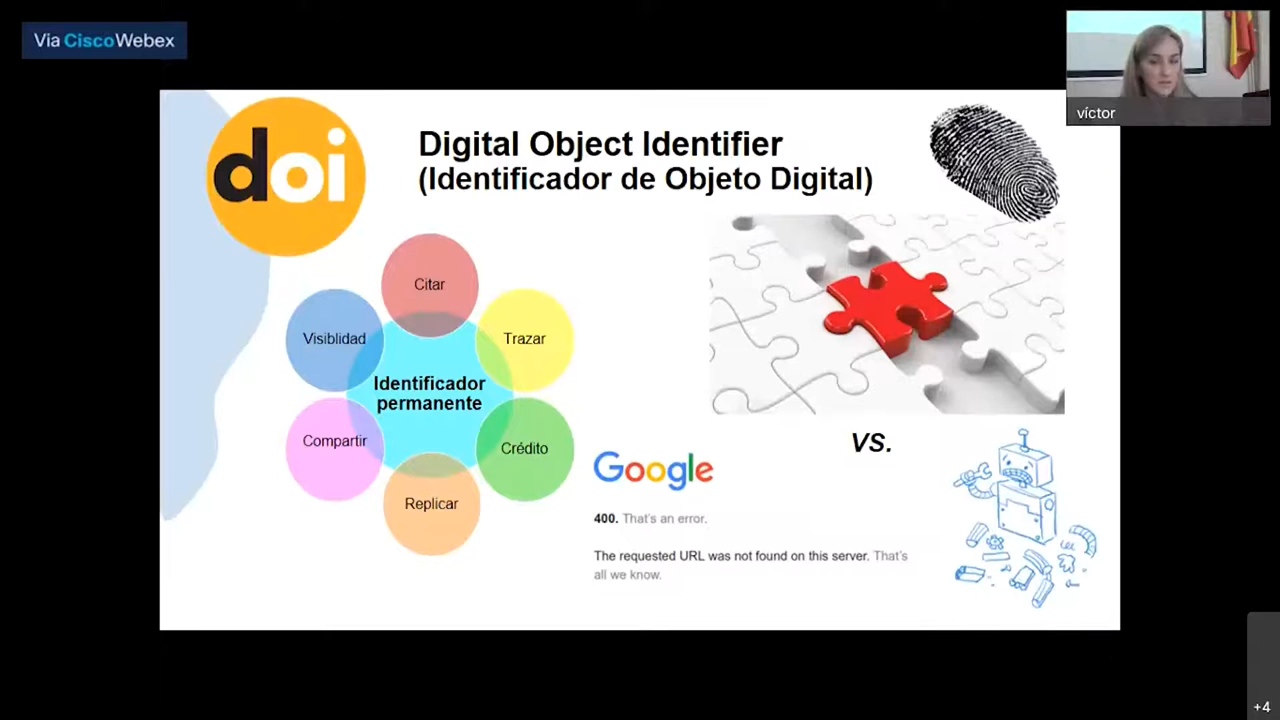 Via CiscoWebex
víctor
doi
Digital Object Identifier
(Identificador de Objeto Digital)
Citar
Visiblidad
Trazar
Identificador
permanente
Compartir
Crédito
Replicar
VS.
Google
400. That's an error.
The requested URL was not found on this server. That's
all we know.
+4